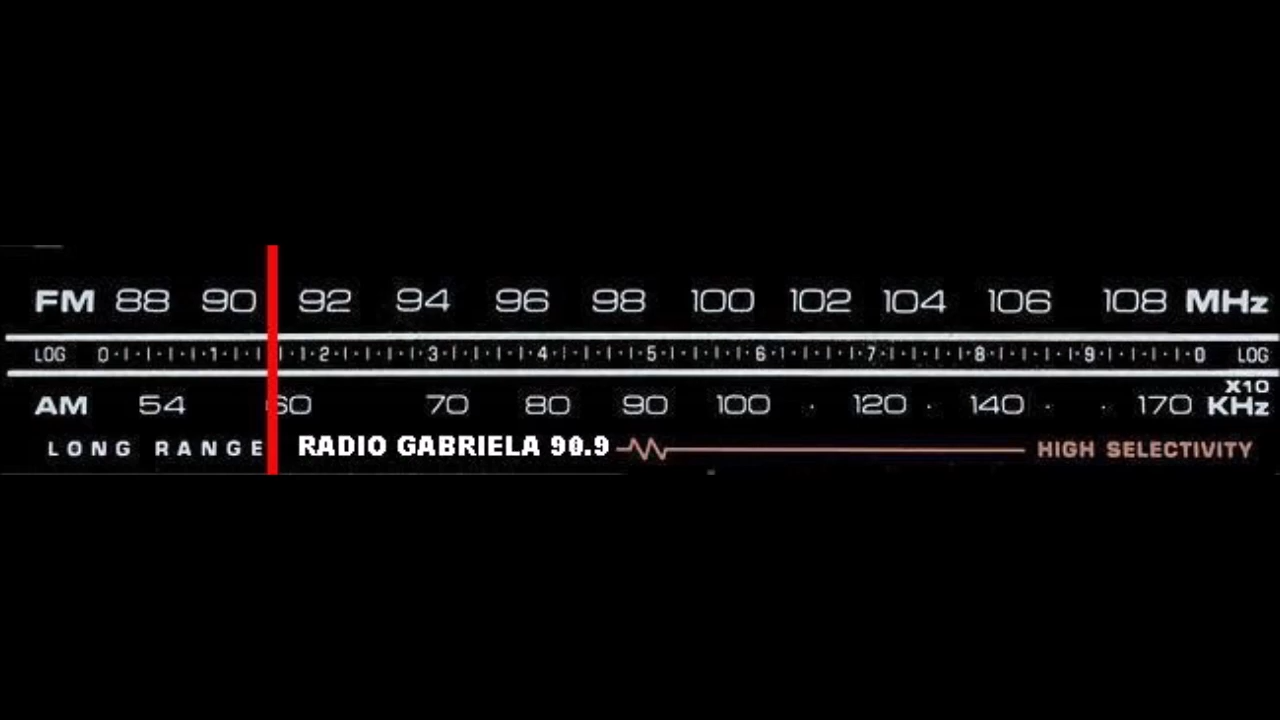 FM 88 90 92 94 96 98 100 102 104 106 108 MHz
LOG 0 1 2 3 4 5 6 7 8 9 0 LOG
X10
AM 54 60 70 80 90 100 120 140 170 KHz
LONG RANGE RADIO GABRIELA 90.9 HIGH SELECTIVITY